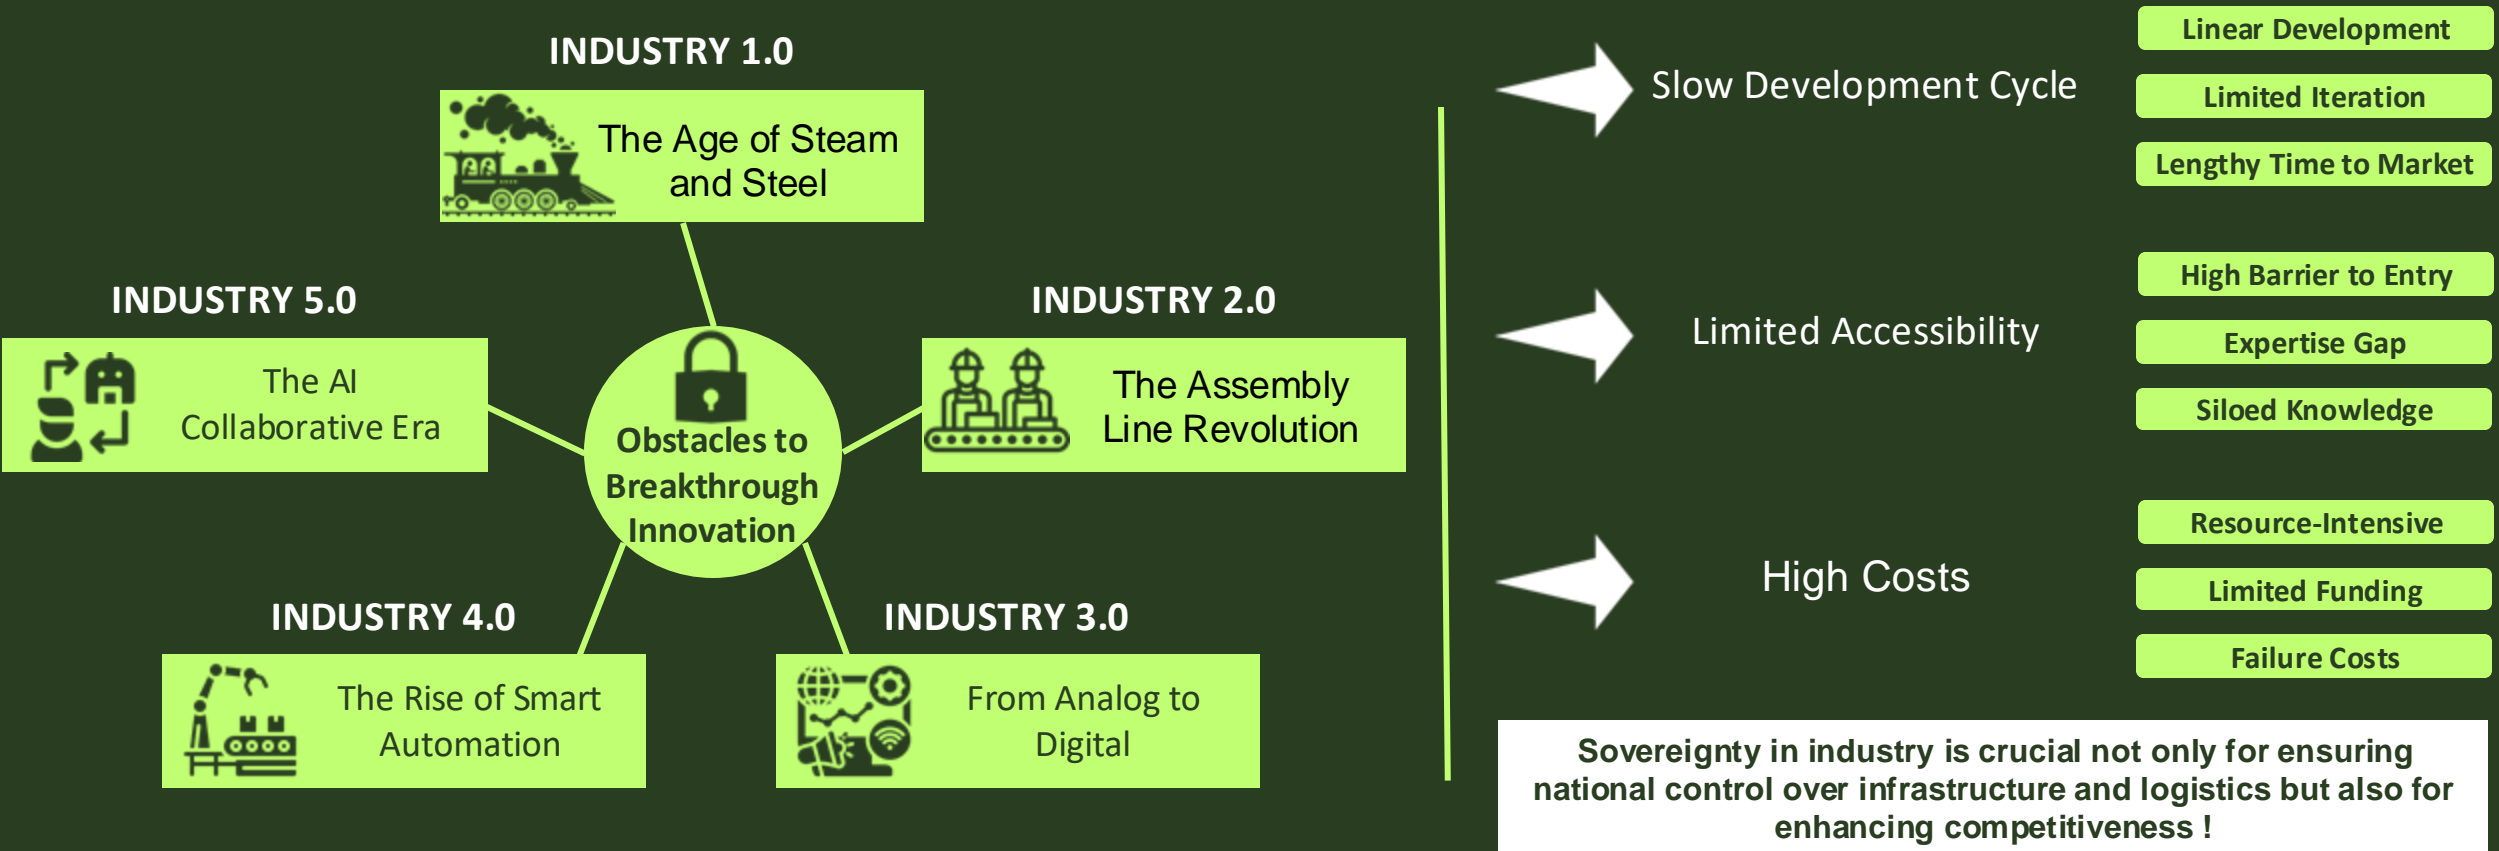 INDUSTRY 1.0
The Age of Steam
and Steel
INDUSTRY 5.0
The AI
Collaborative Era
INDUSTRY 2.0
The Assembly
Line Revolution
Obstacles to
Breakthrough
Innovation
INDUSTRY 4.0
The Rise of Smart
Automation
INDUSTRY 3.0
From Analog to
Digital
Slow Development Cycle
Linear Development
Limited Iteration
Lengthy Time to Market
Limited Accessibility
High Barrier to Entry
Expertise Gap
Siloed Knowledge
High Costs
Resource-Intensive
Limited Funding
Failure Costs
Sovereignty in industry is crucial not only for ensuring
national control over infrastructure and logistics but also for
enhancing competitiveness !